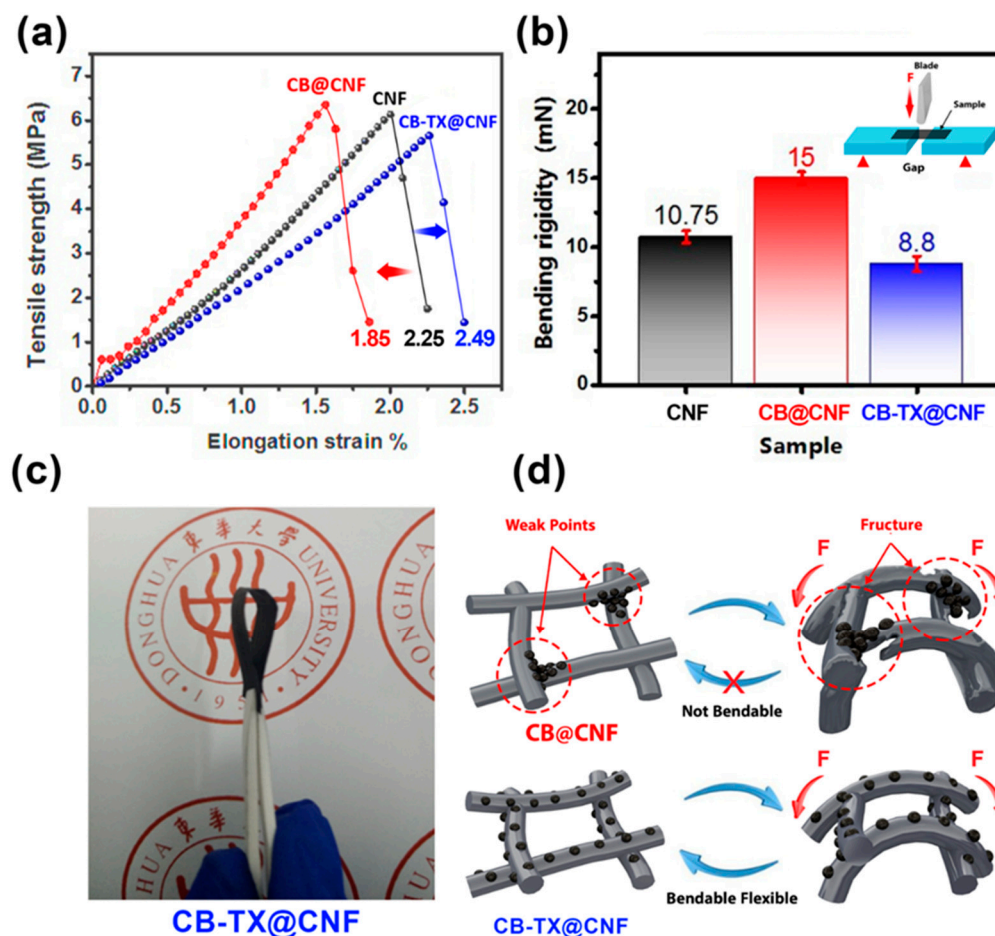 (a)
CB@CNF
CNF
CB-TX@CNF
Tensile strength (MPa)
7
6
5
4
3
2
1
0
1.85
2.25
2.49
0.0
0.5
1.0
1.5
2.0
2.5
Elongation strain %
(b)
Bending rigidity (mN)
20
15
10
5
0
10.75
15
8.8
Blade
F
Sample
Gap
CNF
CB@CNF
CB-TX@CNF
Sample
(c)
東華大學
DONGHUA UNIVERSITY
DONGHUA
CB-TX@CNF
(d)
Weak Points
Fructure
F
F
Not Bendable
CB@CNF
F
F
Bendable Flexible
CB-TX@CNF